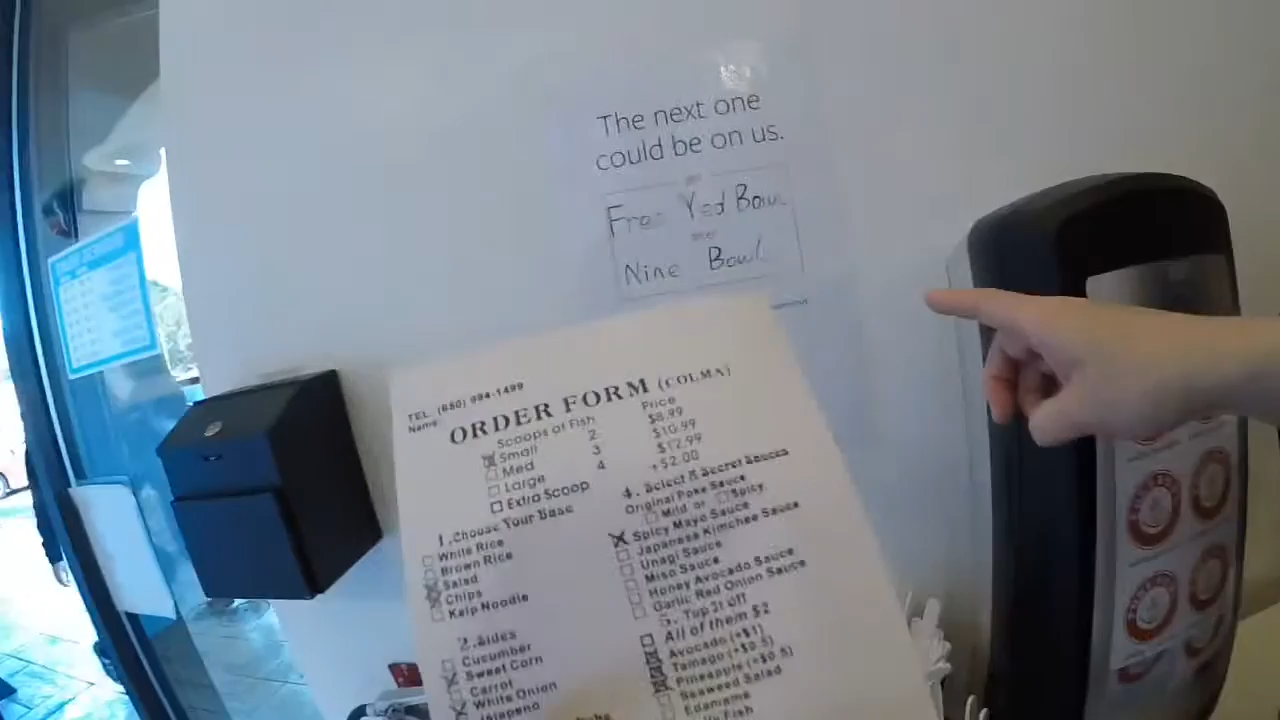 The next one
could be on us.
Free Yed Bowl
Nine Bowl
TEL. (650) 994-1499
Name:
ORDER FORM (COLMA)
Scoops of Fish Price
Small 2 $8.99
Med 3 $10.99
Large 4 $12.99
Extra Scoop +$2.00
1.Choose Your Base
White Rice
Brown Rice
Salad
Chips
Kelp Noodle
2.Sides
Cucumber
Sweet Corn
Carrot
White Onion
Jalapeno
4. Select 8 Secret Sauces
Original Poke Sauce
Mild or Spicy
Spicy Mayo Sauce
Japanese Kimchee Sauce
Unagi Sauce
Miso Sauce
Honey Avocado Sauce
Garlic Red Onion Sauce
5. Top It Off
All of them $2
Avocado (+$1)
Tamago (+$0.5)
Pineapple (+$0.5)
Seaweed Salad
Edamame
Fish